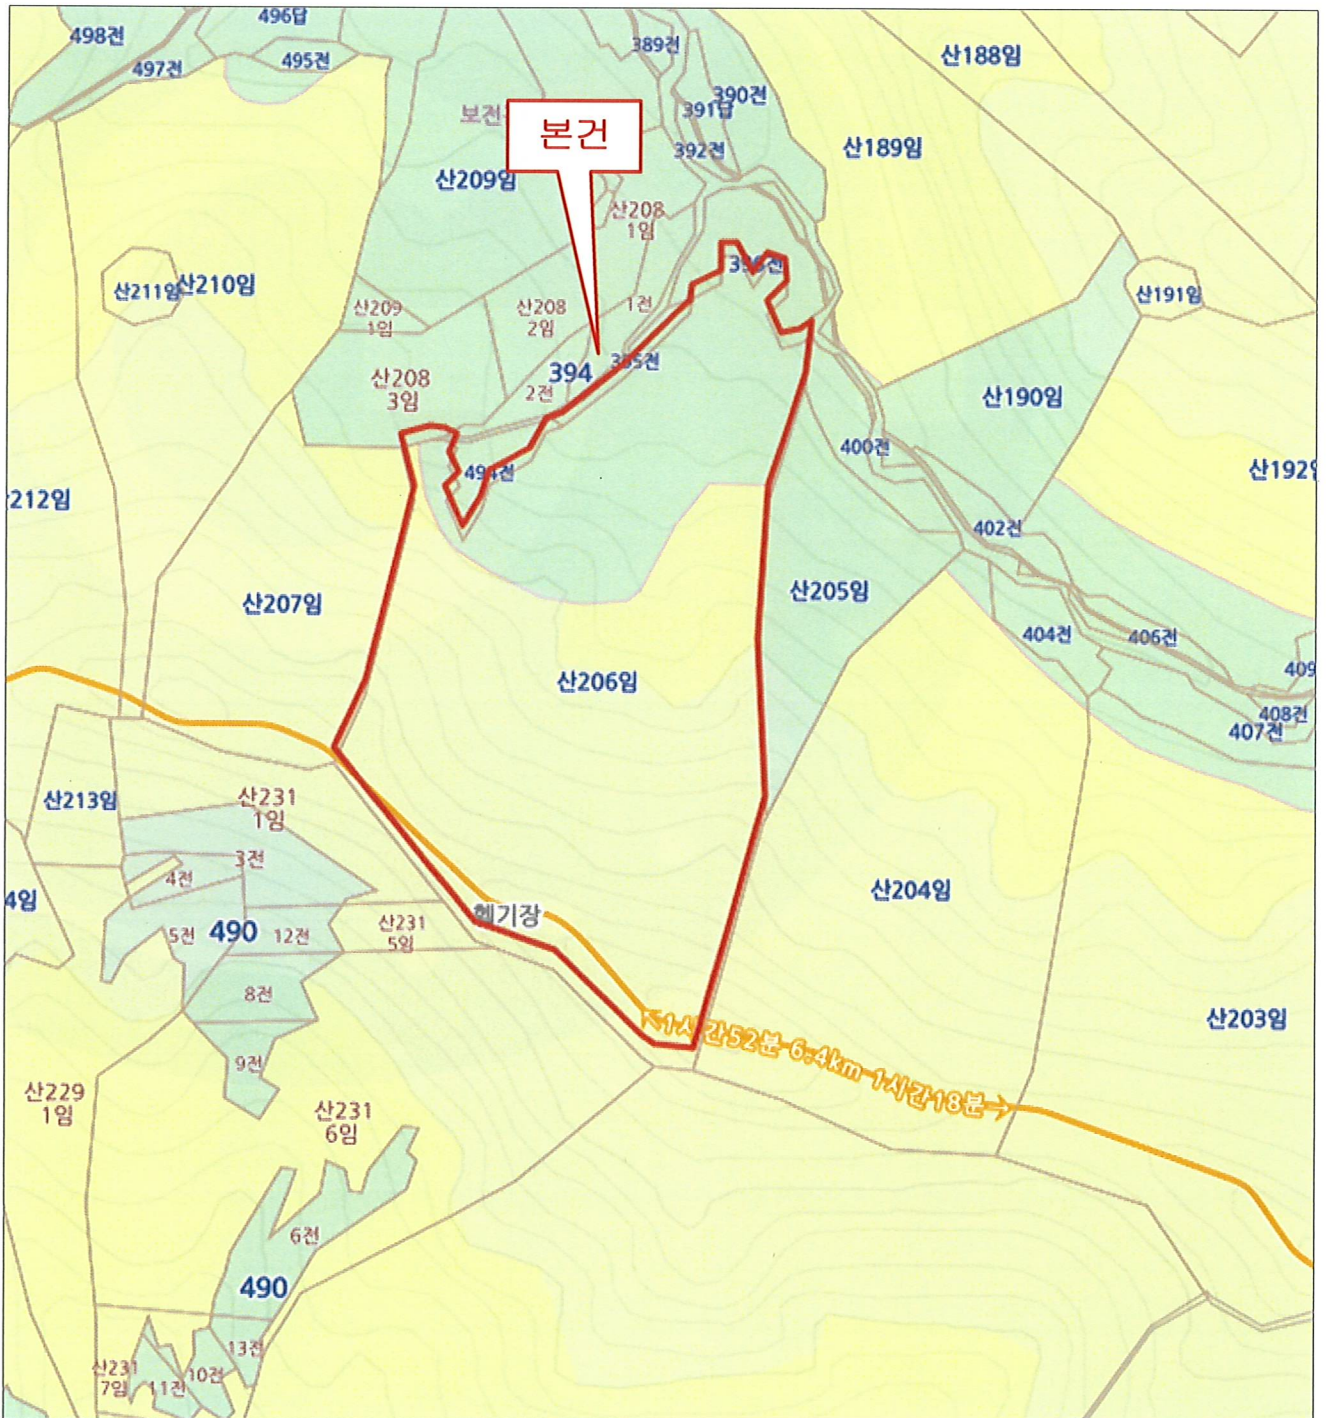 496답
498전
389전
497전
495전
산188임
390전
391답
보전
본건
392전
산189임
산209임
산208
1임
396전
산211임
산210임
산191임
산209
1임
산208
2임
1전
395전
394
산208
3임
2전
산190임
400전
494전
산192임
212임
402전
산207임
산205임
404전
406전
409
산206임
408전
407전
산213임
산231
1임
3전
4전
4임
산204임
5전
490
12전
산231
5임
헬기장
8전
산203임
←1시간52분-6.4km-1시간18분→
9전
산229
1임
산231
6임
6전
490
13전
산231
7임
11전
10전